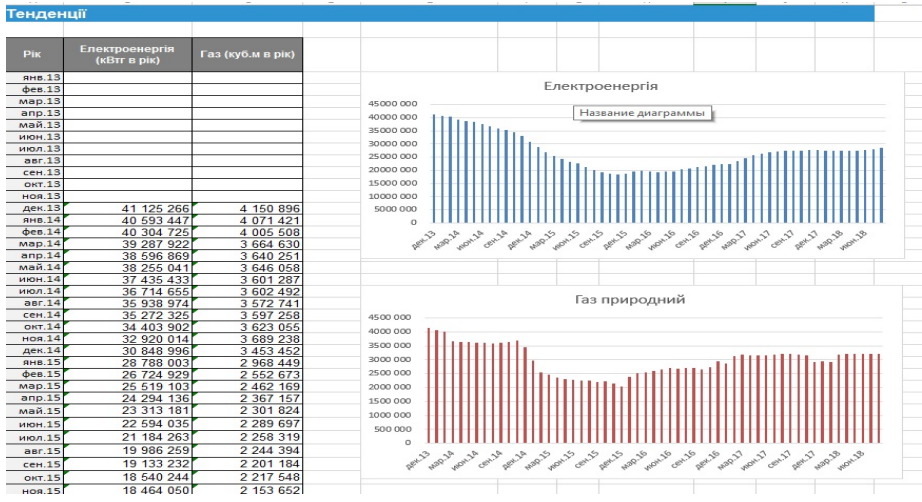 Тенденції
Рік Електроенергія (кВтг в рік) Газ (куб.м в рік)
янв.13
фев.13
мар.13
апр.13
май.13
июн.13
июл.13
авг.13
сен.13
окт.13
ноя.13
дек.13 41 125 266 4 150 896
янв.14 40 593 447 4 071 421
фев.14 40 304 725 4 005 508
мар.14 39 287 922 3 664 630
апр.14 38 596 869 3 640 251
май.14 38 255 041 3 646 058
июн.14 37 435 433 3 601 287
июл.14 36 714 655 3 602 492
авг.14 35 938 974 3 572 741
сен.14 35 272 325 3 597 258
окт.14 34 403 902 3 623 055
ноя.14 32 920 014 3 689 238
дек.14 30 848 996 3 453 452
янв.15 28 788 003 2 968 449
фев.15 26 724 929 2 552 673
мар.15 25 519 103 2 462 169
апр.15 24 294 136 2 367 157
май.15 23 313 181 2 301 824
июн.15 22 594 035 2 289 697
июл.15 21 184 263 2 258 319
авг.15 19 986 259 2 244 394
сен.15 19 133 232 2 201 184
окт.15 18 540 244 2 217 548
ноя.15 18 464 050 2 153 652
Електроенергія
Название диаграммы
45000 000
40000 000
35000 000
30000 000
25000 000
20000 000
15000 000
10000 000
5000 000
0
дек.13 мар.14 июн.14 сен.14 дек.14 мар.15 июн.15 сен.15 дек.15 мар.16 июн.16 сен.16 дек.16 мар.17 июн.17 сен.17 дек.17 мар.18 июн.18
Газ природний
4500 000
4000 000
3500 000
3000 000
2500 000
2000 000
1500 000
1000 000
500 000
0
дек.13 мар.14 июн.14 сен.14 дек.14 мар.15 июн.15 сен.15 дек.15 мар.16 июн.16 сен.16 дек.16 мар.17 июн.17 сен.17 дек.17 мар.18 июн.18